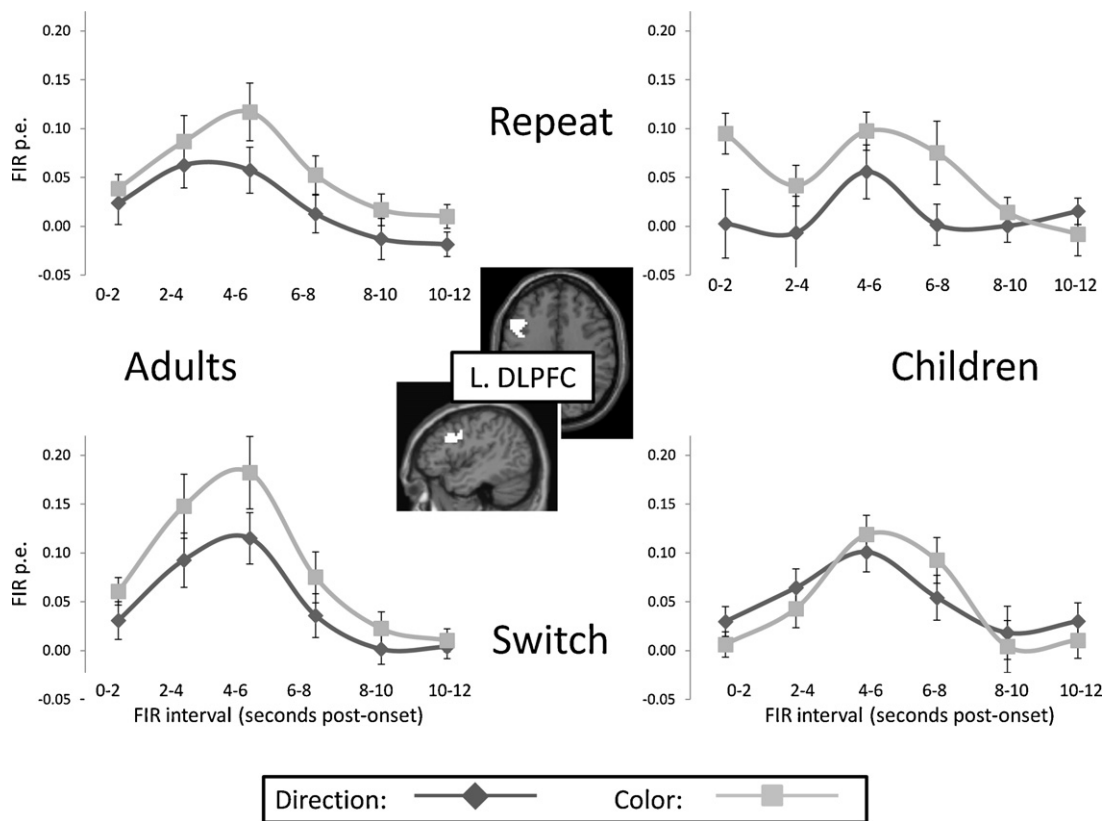 0.20
0.15
0.10
0.05
0.00
-0.05
FIR p.e.
0-2 2-4 4-6 6-8 8-10 10-12
Repeat
0.20
0.15
0.10
0.05
0.00
-0.05
0-2 2-4 4-6 6-8 8-10 10-12
Adults
L. DLPFC
Children
0.20
0.15
0.10
0.05
0.00
-0.05
FIR p.e.
0-2 2-4 4-6 6-8 8-10 10-12
FIR interval (seconds post-onset)
Switch
0.20
0.15
0.10
0.05
0.00
-0.05
0-2 2-4 4-6 6-8 8-10 10-12
FIR interval (seconds post-onset)
Direction: Color: